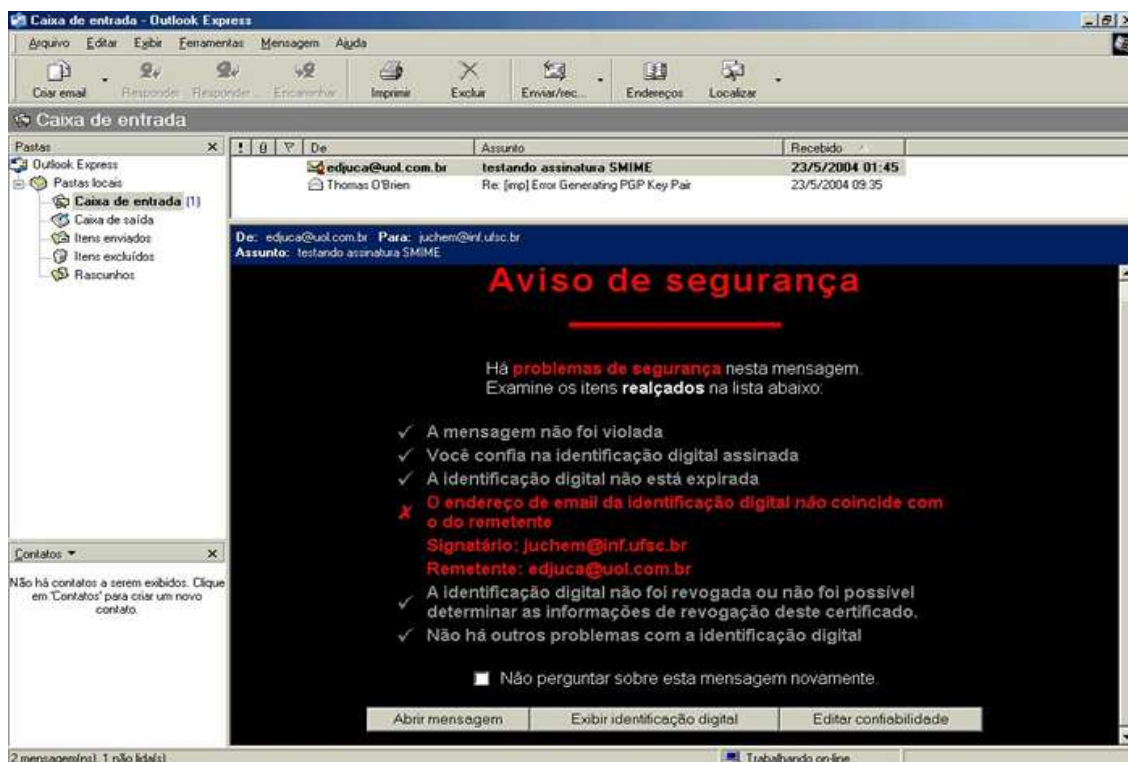 Caixa de entrada - Outlook Express
Arquivo Editar Exibir Ferramentas Mensagem Ajuda
Criar email Responder Responder ... Encaminhar Imprimir Excluir Enviar/rec... Endereços Localizar
Caixa de entrada
Pastas
Outlook Express
Pastas locais
Caixa de entrada (1)
Caixa de saída
Itens enviados
Itens excluídos
Rascunhos
Contatos
Não há contatos a serem exibidos. Clique
em 'Contatos' para criar um novo
contato.
! De Assunto Recebido
edjuca@uol.com.br testando assinatura SMIME 23/5/2004 01:45
Thomas O'Brien Re: [imp] Error Generating PGP Key Pair 23/5/2004 09:35
De: edjuca@uol.com.br Para: juchem@inf.ufsc.br
Assunto: testando assinatura SMIME
Aviso de segurança
Há problemas de segurança nesta mensagem.
Examine os itens realçados na lista abaixo:
✓ A mensagem não foi violada
✓ Você confia na identificação digital assinada
✓ A identificação digital não está expirada
✗ O endereço de email da identificação digital não coincide com
o do remetente
Signatário: juchem@inf.ufsc.br
Remetente: edjuca@uol.com.br
✓ A identificação digital não foi revogada ou não foi possível
determinar as informações de revogação deste certificado.
✓ Não há outros problemas com a identificação digital
Não perguntar sobre esta mensagem novamente.
Abrir mensagem Exibir identificação digital Editar confiabilidade
2 mensagem(ns), 1 não lida(s) Trabalhando on-line